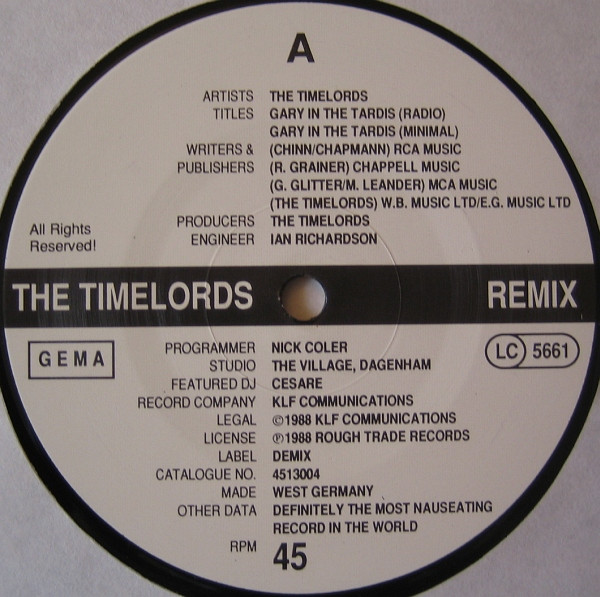 A
ARTISTS THE TIMELORDS
TITLES GARY IN THE TARDIS (RADIO)
GARY IN THE TARDIS (MINIMAL)
WRITERS & (CHINN/CHAPMANN) RCA MUSIC
PUBLISHERS (R. GRAINER) CHAPPELL MUSIC
(G. GLITTER/M. LEANDER) MCA MUSIC
(THE TIMELORDS) W.B. MUSIC LTD/E.G. MUSIC LTD
PRODUCERS THE TIMELORDS
ENGINEER IAN RICHARDSON
All Rights
Reserved!
THE TIMELORDS REMIX
GEMA
LC 5661
PROGRAMMER NICK COLER
STUDIO THE VILLAGE, DAGENHAM
FEATURED DJ CESARE
RECORD COMPANY KLF COMMUNICATIONS
LEGAL ©1988 KLF COMMUNICATIONS
LICENSE ℗1988 ROUGH TRADE RECORDS
LABEL DEMIX
CATALOGUE NO. 4513004
MADE WEST GERMANY
OTHER DATA DEFINITELY THE MOST NAUSEATING
RECORD IN THE WORLD
RPM 45